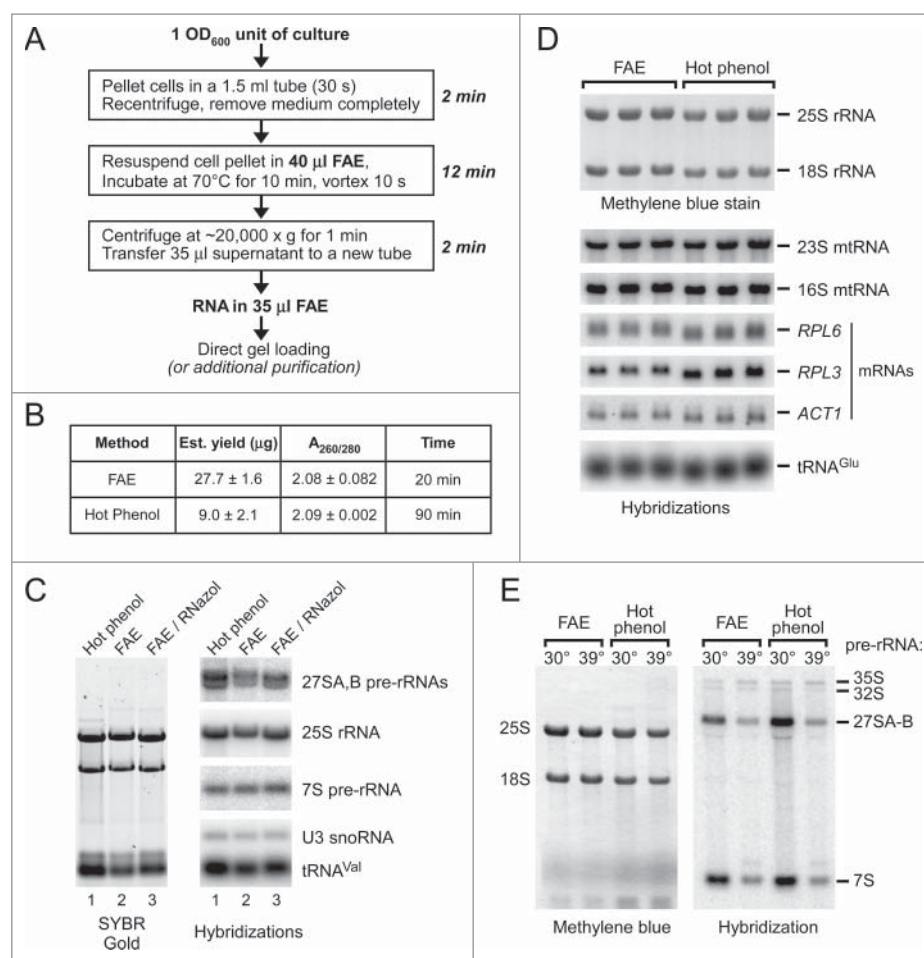 A
1 OD600 unit of culture
Pellet cells in a 1.5 ml tube (30 s)
Recentrifuge, remove medium completely
2 min
Resuspend cell pellet in 40 μl FAE,
Incubate at 70°C for 10 min, vortex 10 s
12 min
Centrifuge at ~20,000 x g for 1 min
Transfer 35 μl supernatant to a new tube
2 min
RNA in 35 μl FAE
Direct gel loading
(or additional purification)
B
Method Est. yield (μg) A260/280 Time
FAE 27.7 ± 1.6 2.08 ± 0.082 20 min
Hot Phenol 9.0 ± 2.1 2.09 ± 0.002 90 min
C
Hot phenol FAE FAE / RNazol
1 2 3
SYBR
Gold
Hot phenol FAE FAE / RNazol
27SA,B pre-rRNAs
25S rRNA
7S pre-rRNA
U3 snoRNA
tRNAVal
1 2 3
Hybridizations
D
FAE Hot phenol
25S rRNA
18S rRNA
Methylene blue stain
23S mtRNA
16S mtRNA
RPL6
RPL3
ACT1
mRNAs
tRNAGlu
Hybridizations
E
FAE Hot
phenol
30° 39° 30° 39°
25S
18S
Methylene blue
FAE Hot
phenol
30° 39° 30° 39°
pre-rRNA:
35S
32S
27SA-B
7S
Hybridization